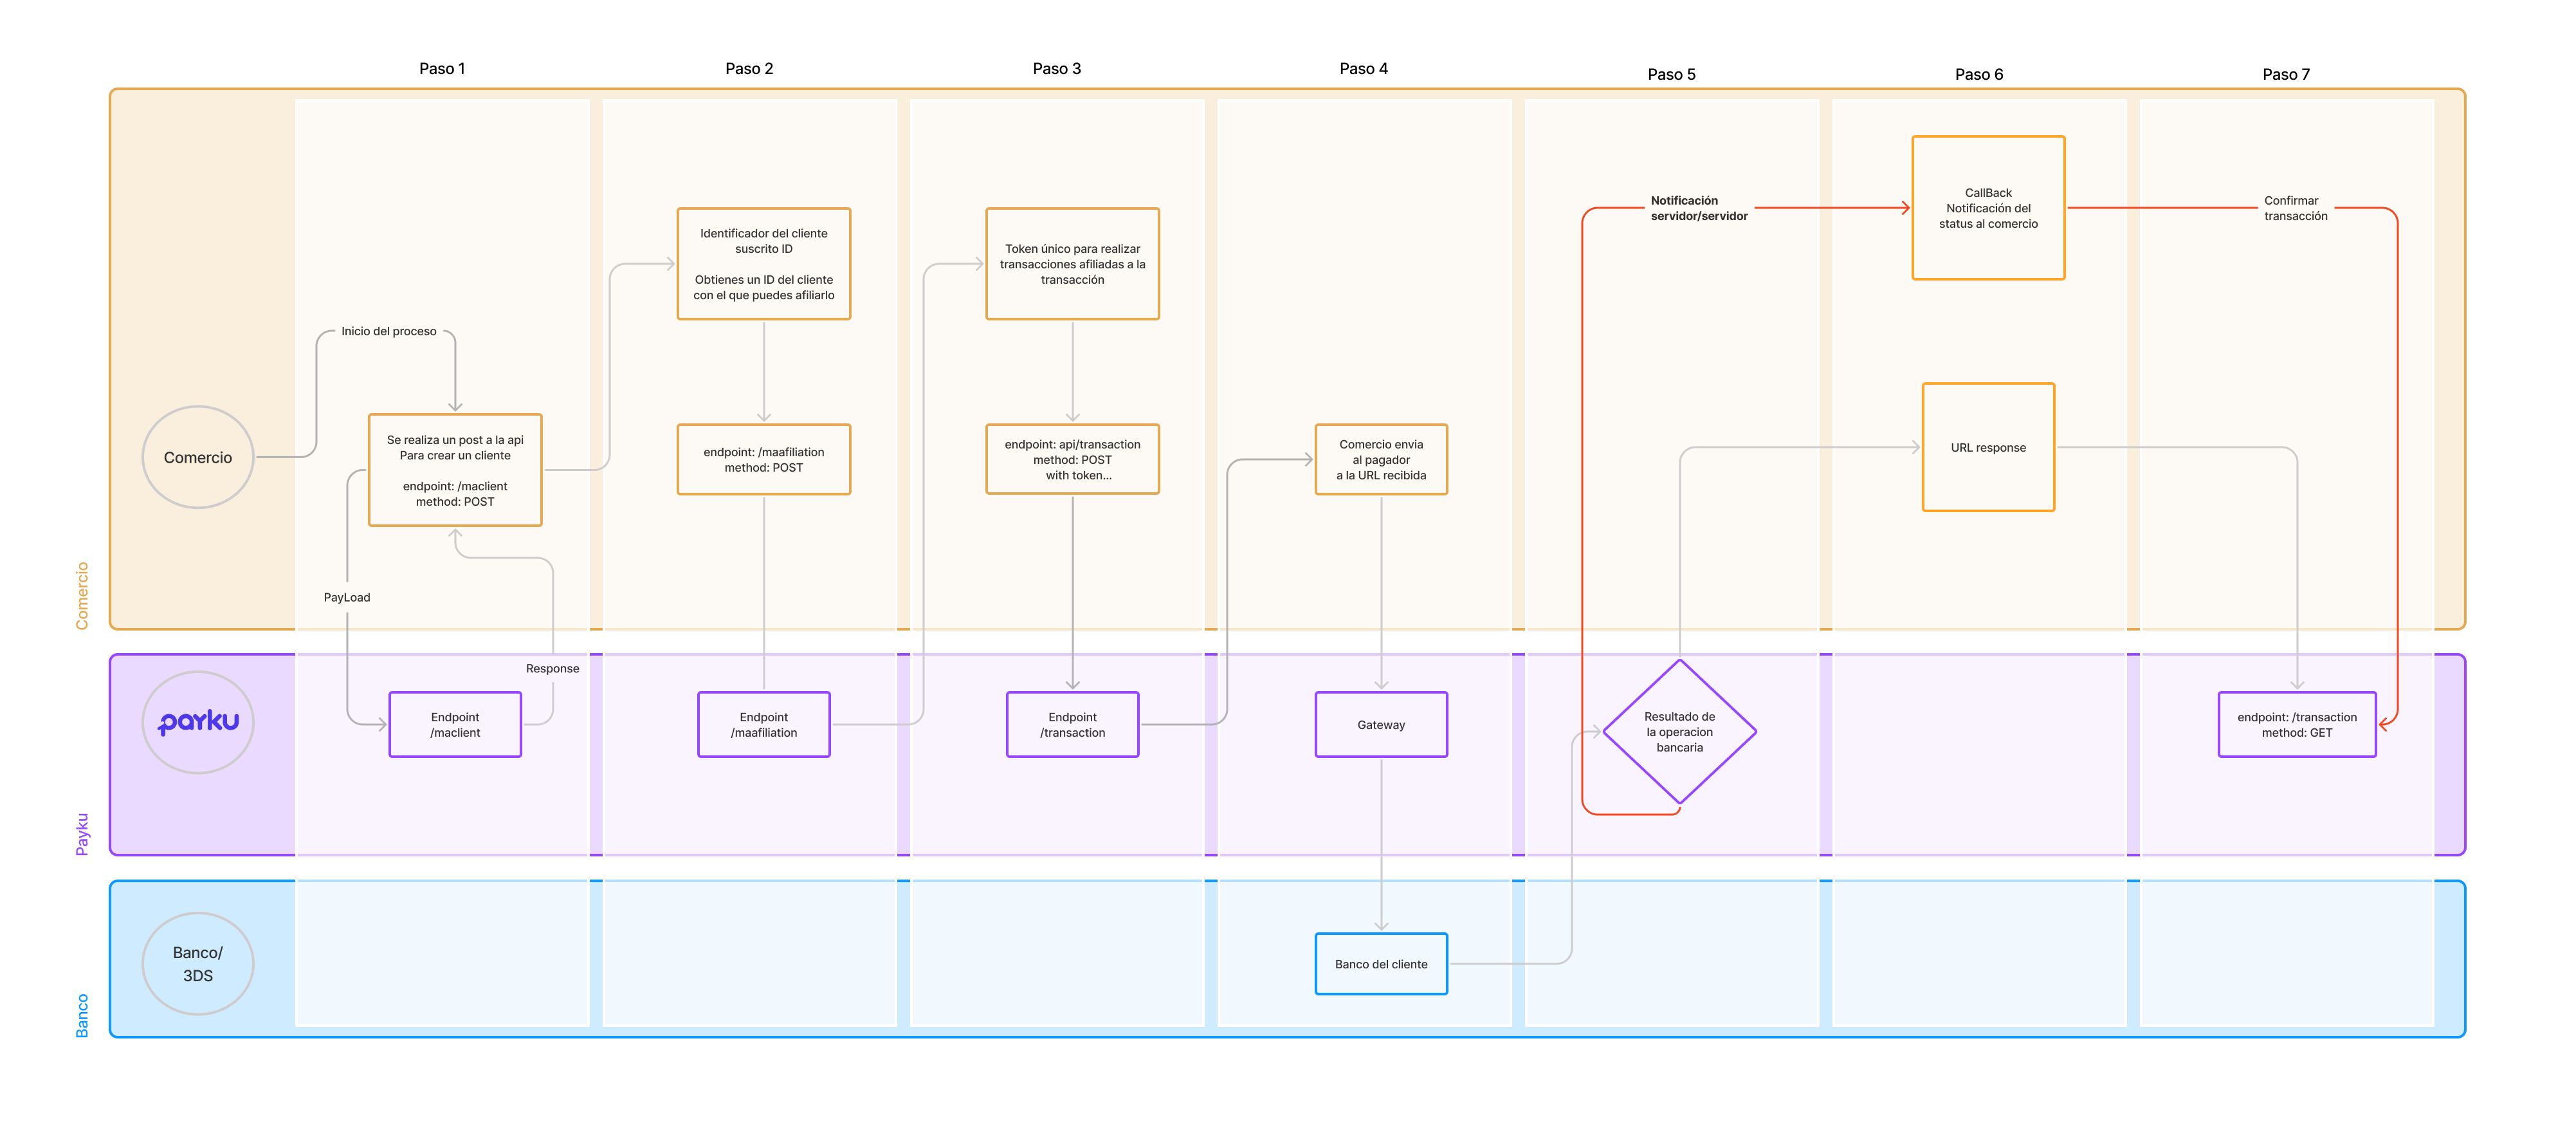 Paso 1
Paso 2
Paso 3
Paso 4
Paso 5
Paso 6
Paso 7
Comercio
Comercio
Inicio del proceso
Se realiza un post a la api
Para crear un cliente
endpoint: /maclient
method: POST
PayLoad
Response
Identificador del cliente
suscrito ID
Obtienes un ID del cliente
con el que puedes afiliarlo
endpoint: /maafiliation
method: POST
Token único para realizar
transacciones afiliadas a la
transacción
endpoint: api/transaction
method: POST
with token...
Comercio envia
al pagador
a la URL recibida
Notificación
servidor/servidor
CallBack
Notificación del
status al comercio
URL response
Confirmar
transacción
Payku
payku
Endpoint
/maclient
Endpoint
/maafiliation
Endpoint
/transaction
Gateway
Resultado de
la operacion
bancaria
endpoint: /transaction
method: GET
Banco
Banco/
3DS
Banco del cliente